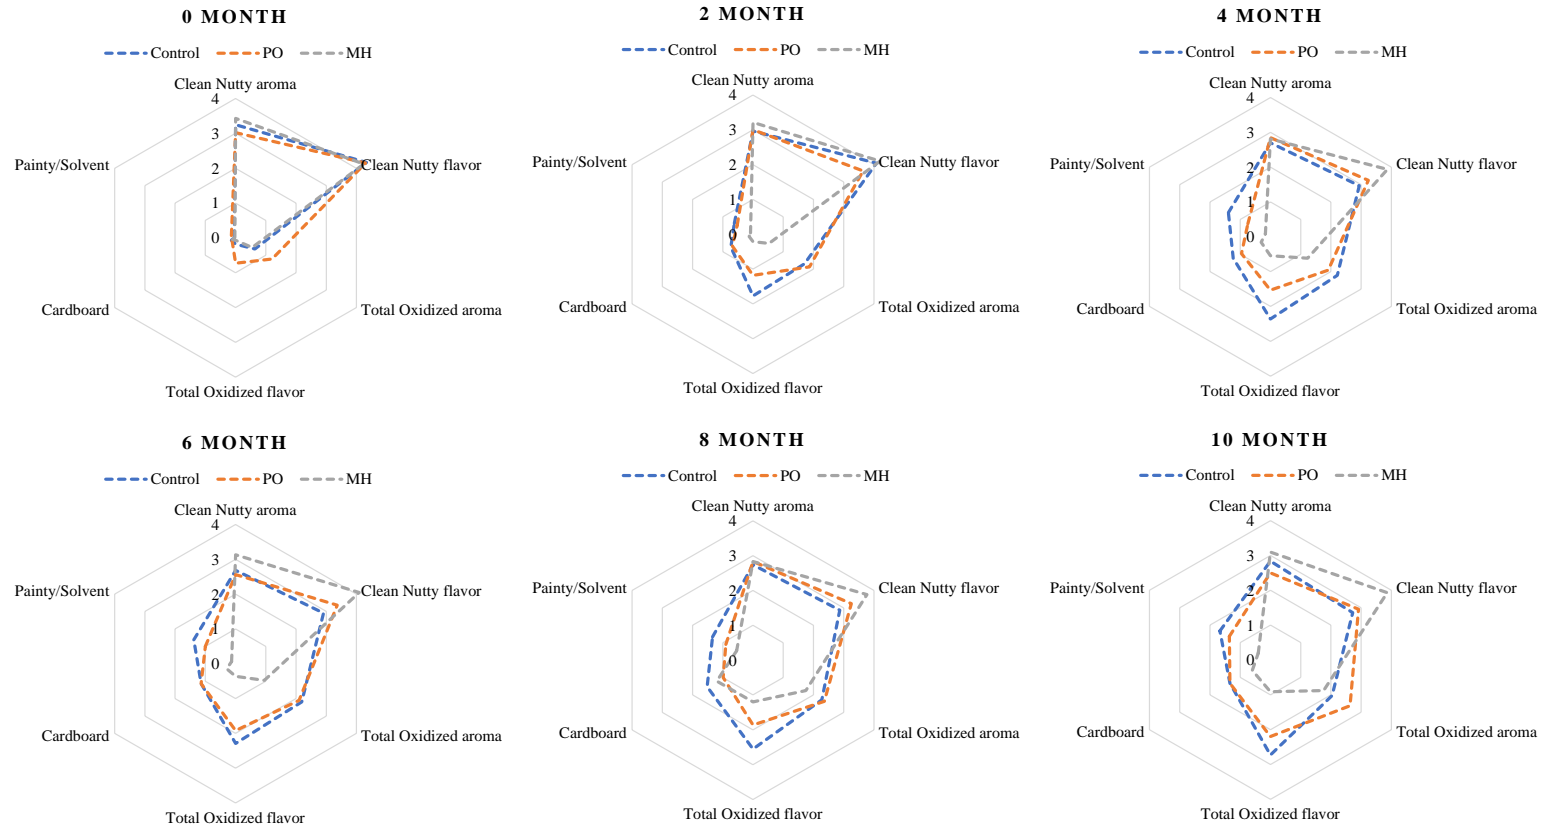 0 MONTH
Control PO MH
Clean Nutty aroma
4
3
Painty/Solvent
Clean Nutty flavor
2
1
0
Cardboard
Total Oxidized aroma
Total Oxidized flavor
2 MONTH
Control PO MH
Clean Nutty aroma
4
3
Painty/Solvent
Clean Nutty flavor
2
1
0
Cardboard
Total Oxidized aroma
Total Oxidized flavor
4 MONTH
Control PO MH
Clean Nutty aroma
4
3
Painty/Solvent
Clean Nutty flavor
2
1
0
Cardboard
Total Oxidized aroma
Total Oxidized flavor
6 MONTH
Control PO MH
Clean Nutty aroma
4
3
Painty/Solvent
Clean Nutty flavor
2
1
0
Cardboard
Total Oxidized aroma
Total Oxidized flavor
8 MONTH
Control PO MH
Clean Nutty aroma
4
3
Painty/Solvent
Clean Nutty flavor
2
1
0
Cardboard
Total Oxidized aroma
Total Oxidized flavor
10 MONTH
Control PO MH
Clean Nutty aroma
4
3
Painty/Solvent
Clean Nutty flavor
2
1
0
Cardboard
Total Oxidized aroma
Total Oxidized flavor